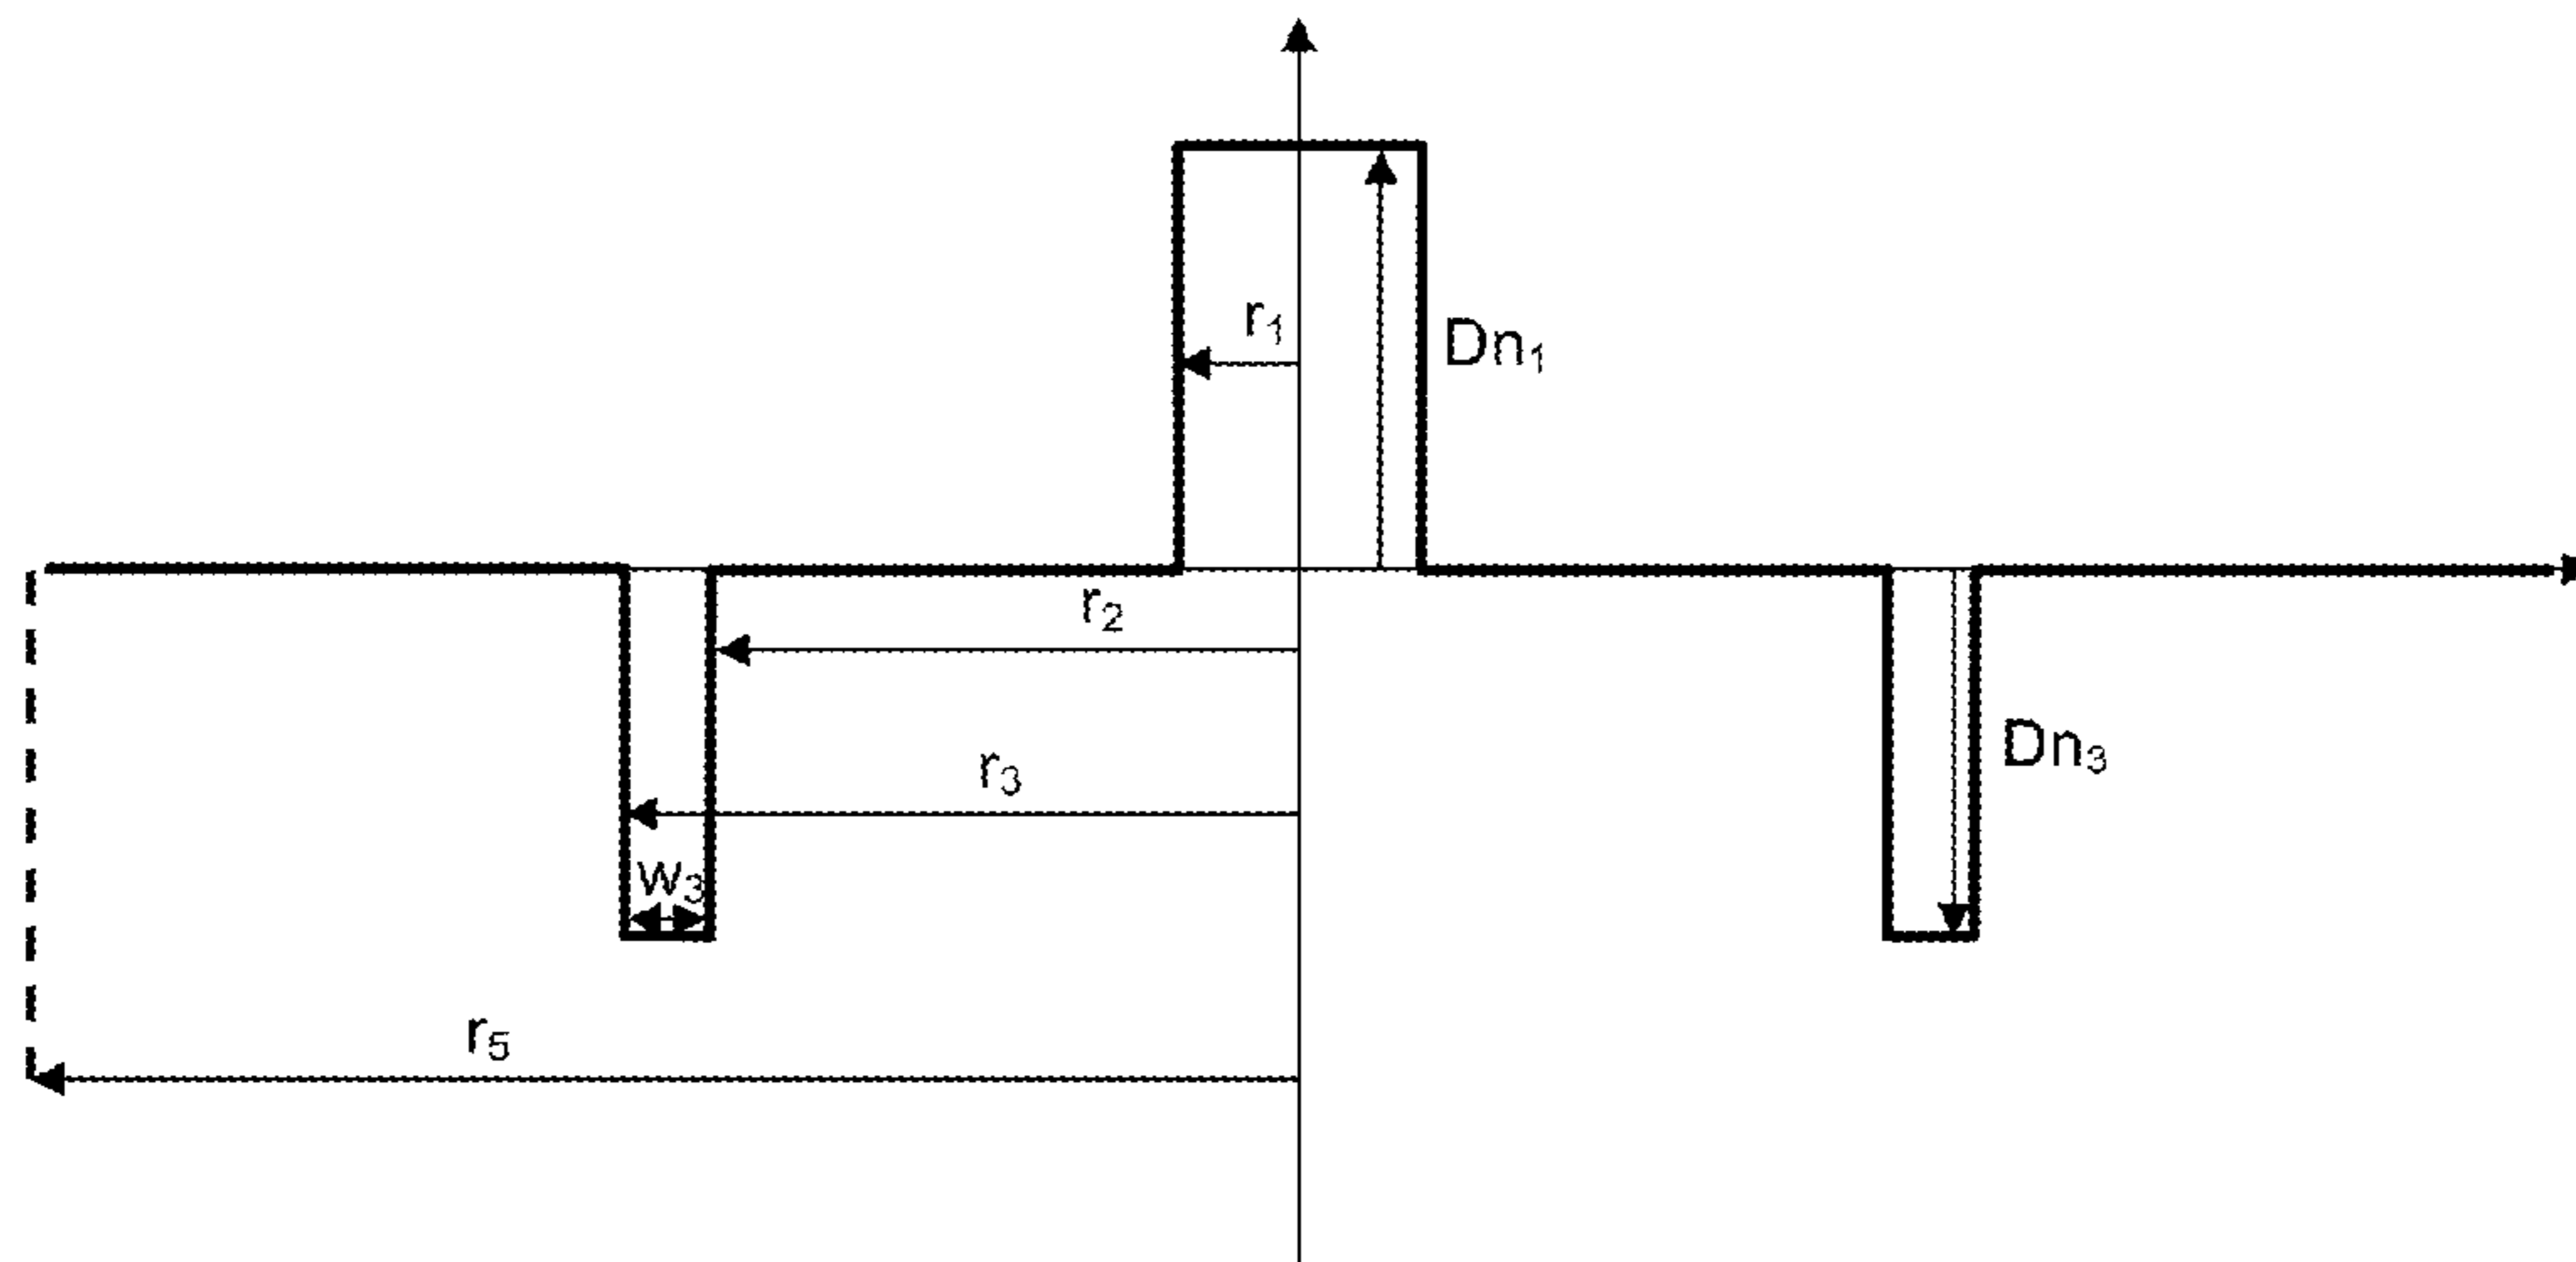 r₁
Dn₁
r₂
r₃
Dn₃
w₃
r₅